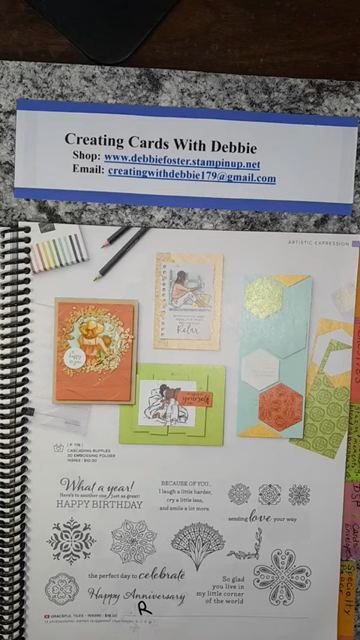 Creating Cards With Debbie
Shop: www.debbiefoster.stampinup.net
Email: creatingwithdebbie179@gmail.com
ARTISTIC EXPRESSION
Relax
yourself
CASCADING RUFFLES
3D EMBOSSING FOLDER
What a year!
Here's to another one just as great!
HAPPY BIRTHDAY
BECAUSE OF YOU...
I laugh a little harder,
cry a little less,
and smile a lot more.
sending love your way
the perfect day to celebrate
Happy Anniversary
So glad
you live in
my little corner
of the world
GRACEFUL TILES
R
Specialty